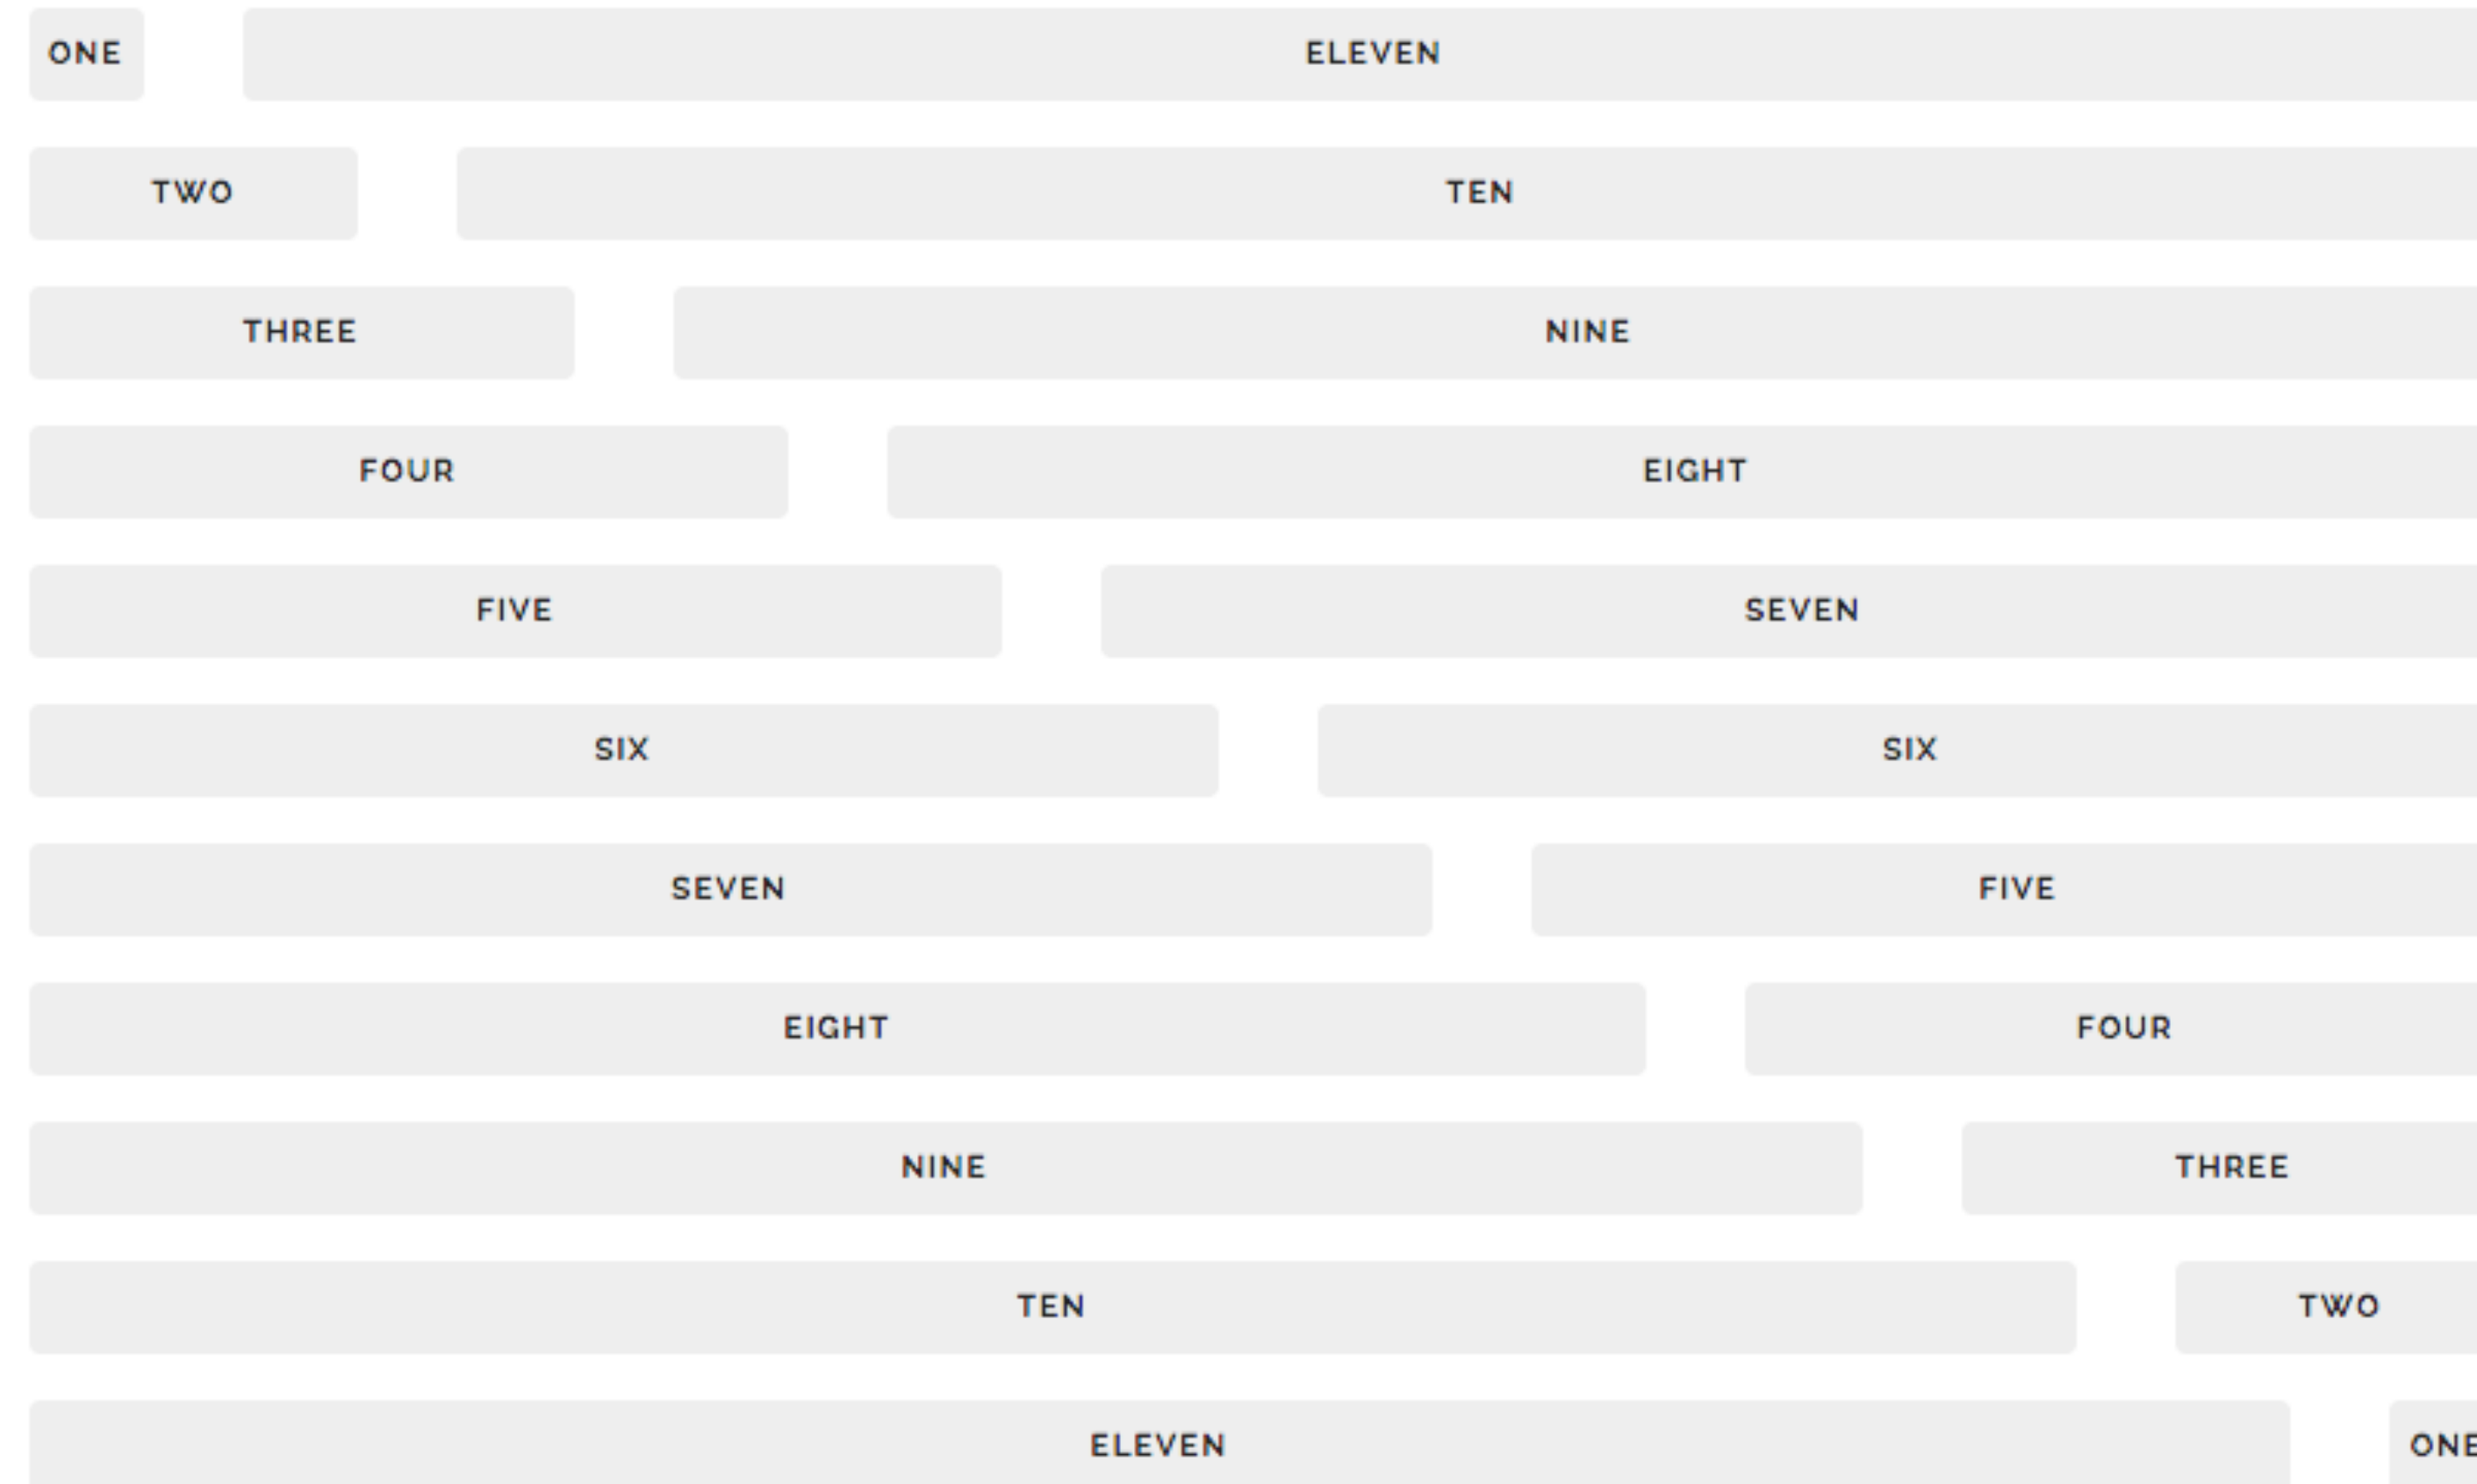 ONE ELEVEN
TWO TEN
THREE NINE
FOUR EIGHT
FIVE SEVEN
SIX SIX
SEVEN FIVE
EIGHT FOUR
NINE THREE
TEN TWO
ELEVEN ONE